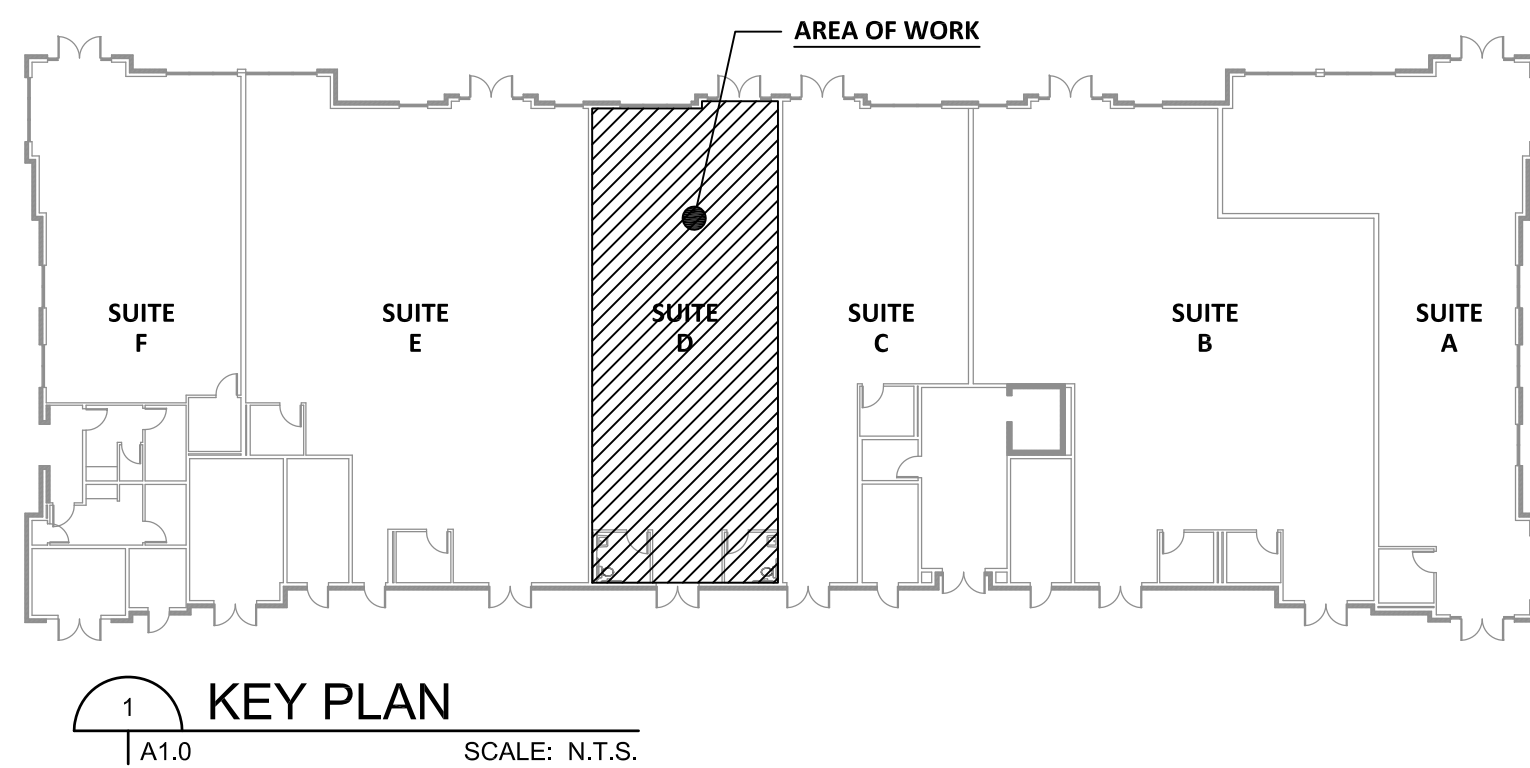 AREA OF WORK
SUITE
F
SUITE
E
SUITE
D
SUITE
C
SUITE
B
SUITE
A
1
KEY PLAN
A1.0
SCALE: N.T.S.